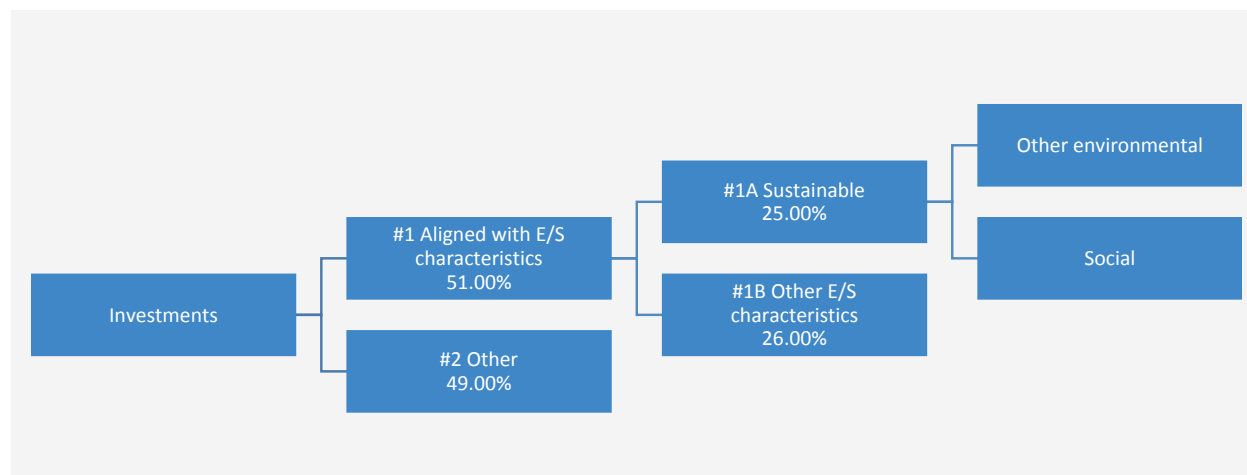 Investments
#1 Aligned with E/S
characteristics
51.00%
#2 Other
49.00%
#1A Sustainable
25.00%
#1B Other E/S
characteristics
26.00%
Other environmental
Social